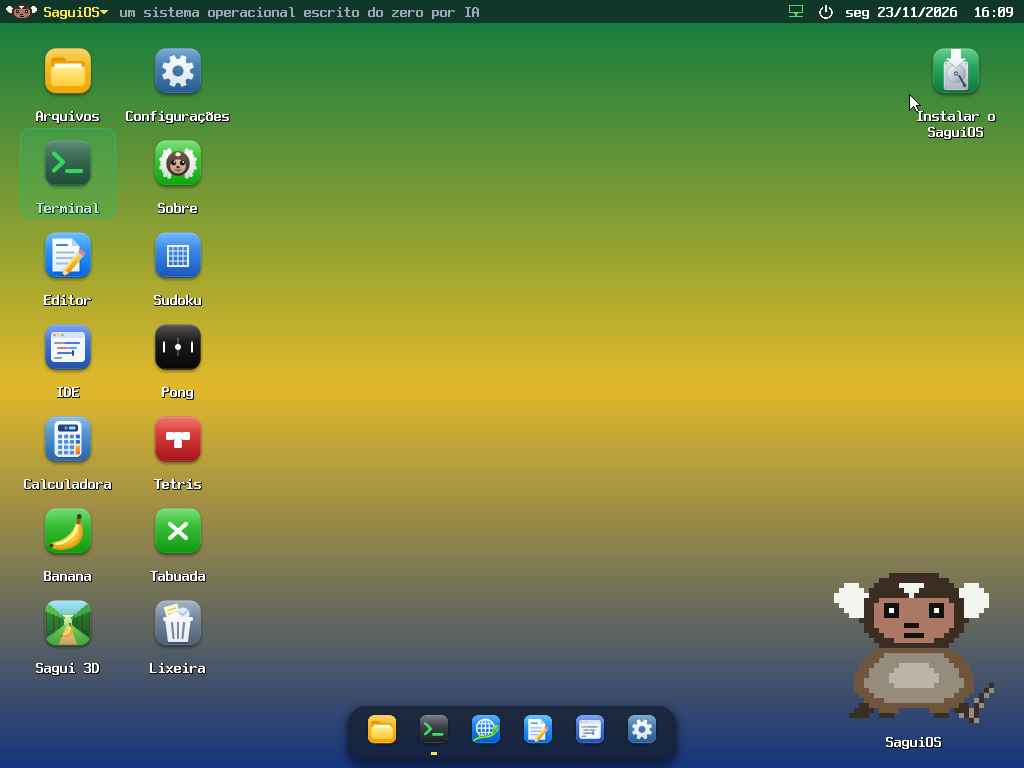 SaguiOS um sistema operacional escrito do zero por IA seg 23/11/2026 16:09
Arquivos Configurações Instalar o
SaguiOS
Terminal Sobre
Editor Sudoku
IDE Pong
Calculadora Tetris
Banana Tabuada
Sagui 3D Lixeira
SaguiOS